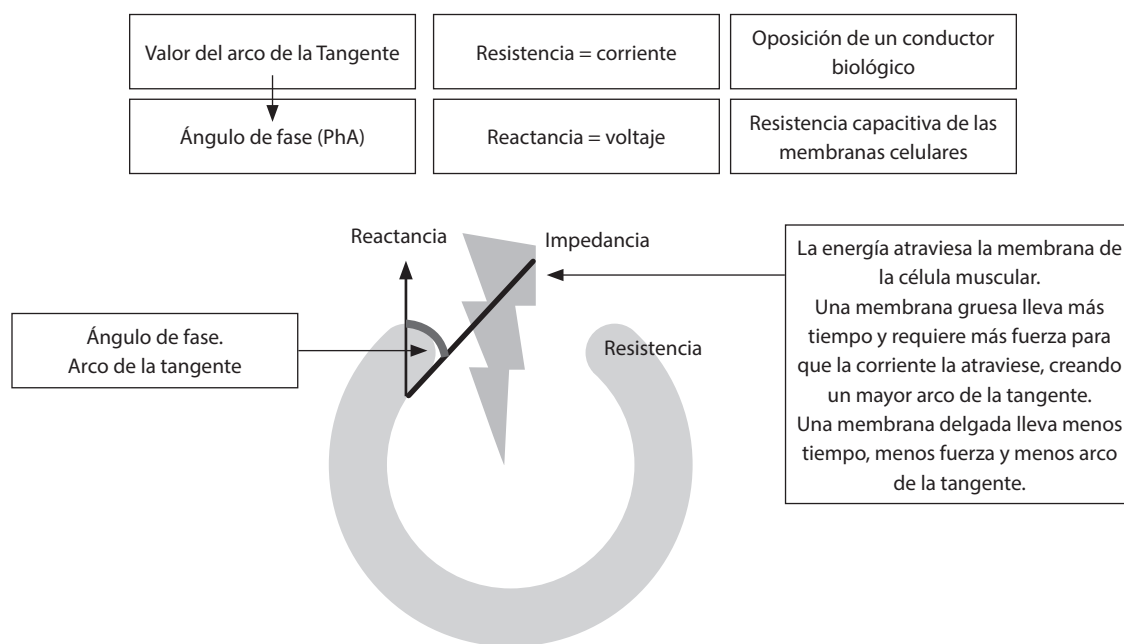 Valor del arco de la Tangente
Resistencia = corriente
Oposición de un conductor
biológico
Ángulo de fase (PhA)
Reactancia = voltaje
Resistencia capacitiva de las
membranas celulares
Reactancia
Impedancia
Resistencia
Ángulo de fase.
Arco de la tangente
La energía atraviesa la membrana de
la célula muscular.
Una membrana gruesa lleva más
tiempo y requiere más fuerza para
que la corriente la atraviese, creando
un mayor arco de la tangente.
Una membrana delgada lleva menos
tiempo, menos fuerza y menos arco
de la tangente.